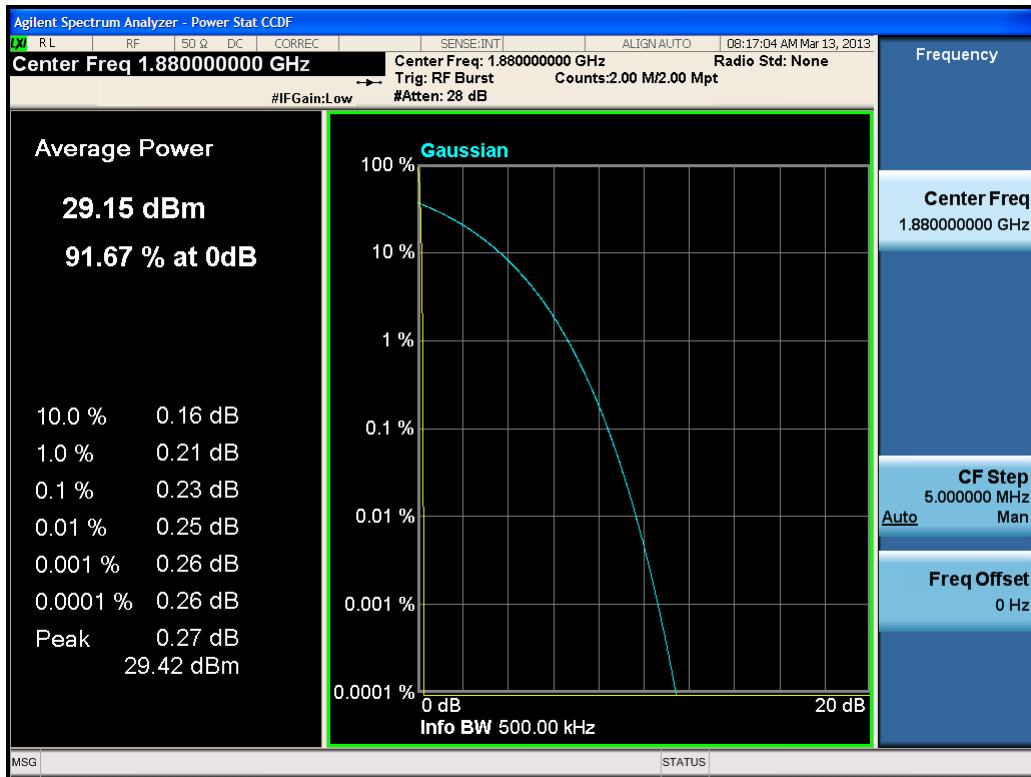 Agilent Spectrum Analyzer - Power Stat CCDF
LXI RL RF 50 Ω DC CORREC SENSE:INT ALIGN AUTO 08:17:04 AM Mar 13, 2013
Center Freq 1.880000000 GHz
Center Freq: 1.880000000 GHz Radio Std: None
Trig: RF Burst Counts:2.00 M/2.00 Mpt
#IFGain:Low #Atten: 28 dB
Frequency
Average Power
29.15 dBm
91.67 % at 0dB
10.0 % 0.16 dB
1.0 % 0.21 dB
0.1 % 0.23 dB
0.01 % 0.25 dB
0.001 % 0.26 dB
0.0001 % 0.26 dB
Peak 0.27 dB
29.42 dBm
Gaussian
100 %
10 %
1 %
0.1 %
0.01 %
0.001 %
0.0001 %
0 dB 20 dB
Info BW 500.00 kHz
Center Freq
1.880000000 GHz
CF Step
5.000000 MHz
Auto Man
Freq Offset
0 Hz
MSG STATUS